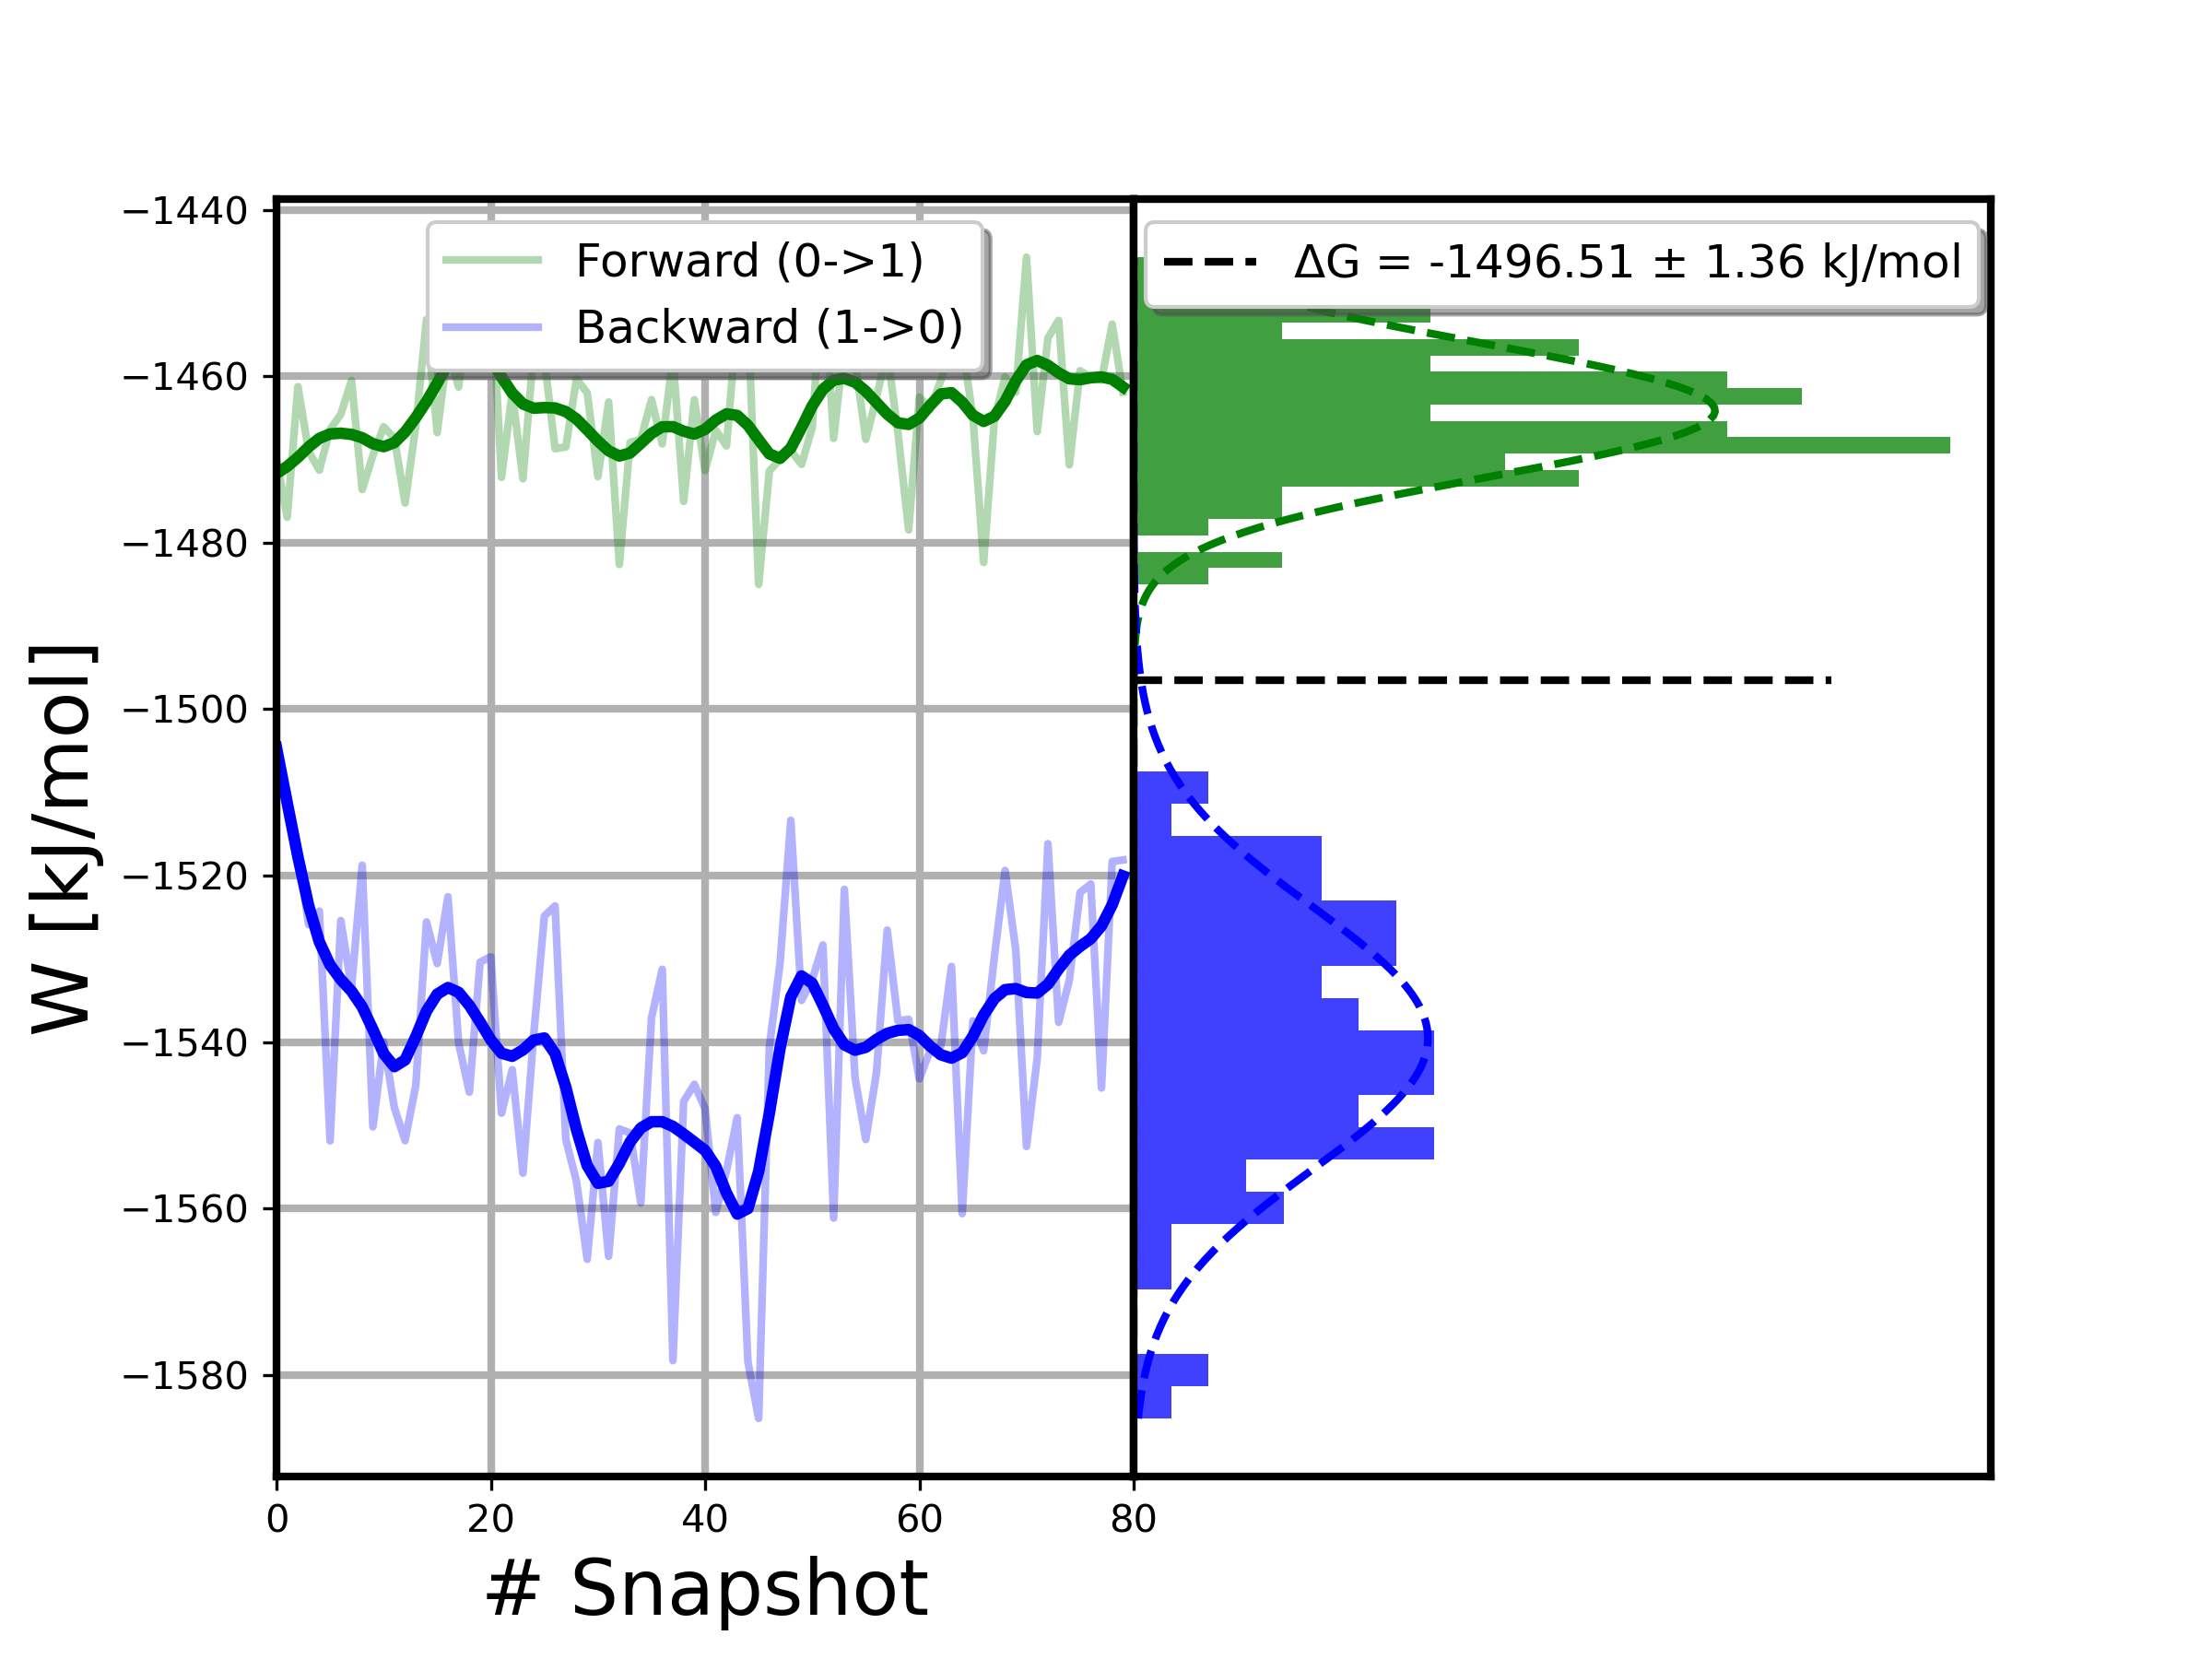 −1440
−1460
−1480
−1500
−1520
−1540
−1560
−1580
W [kJ/mol]
Forward (0->1)
Backward (1->0)
ΔG = -1496.51 ± 1.36 kJ/mol
0 20 40 60 80
# Snapshot